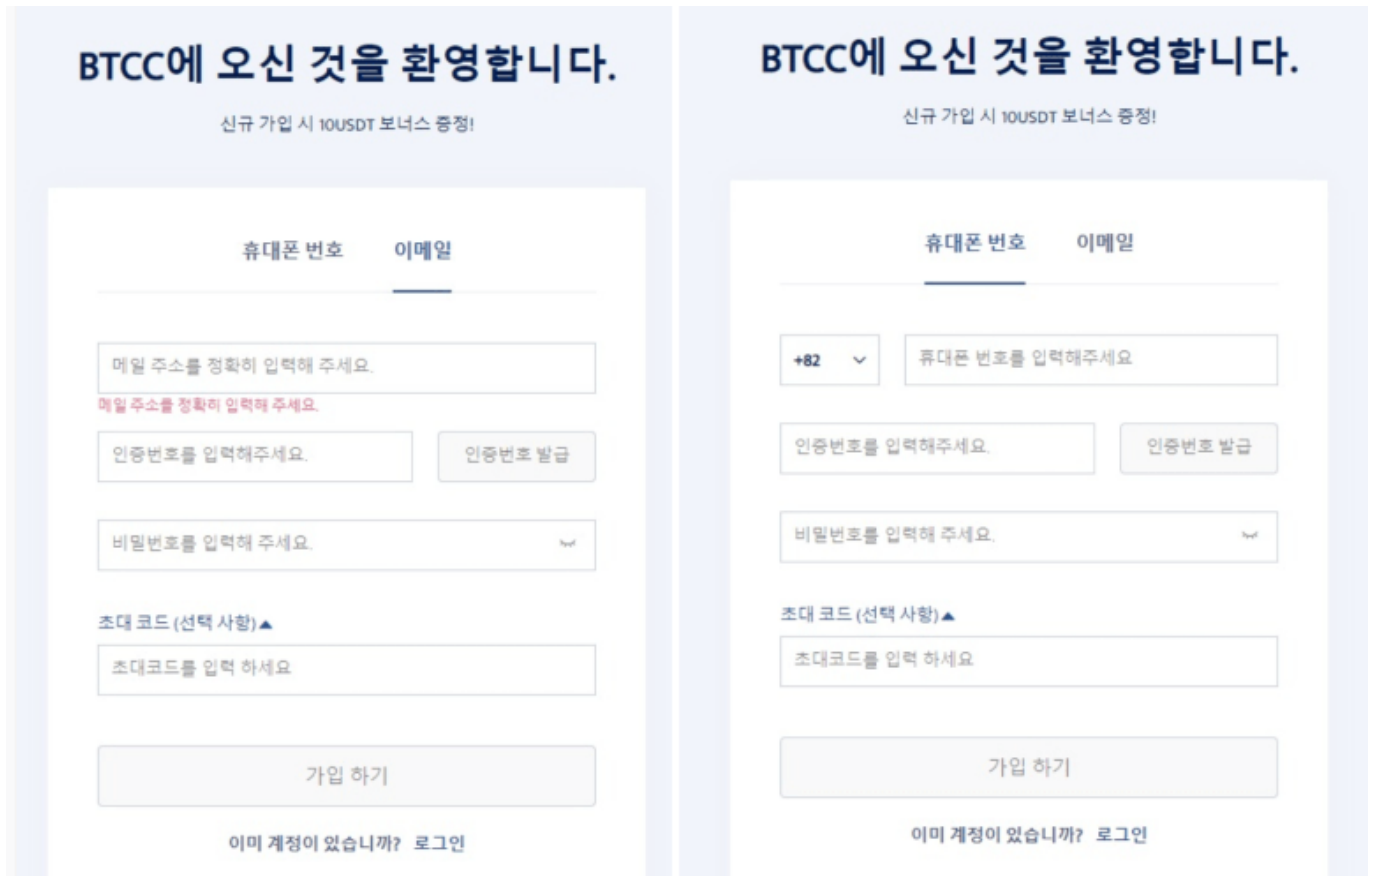 BTCC에 오신 것을 환영합니다.
신규 가입 시 10USDT 보너스 증정!
휴대폰 번호 이메일
메일 주소를 정확히 입력해 주세요.
메일 주소를 정확히 입력해 주세요.
인증번호를 입력해주세요. 인증번호 발급
비밀번호를 입력해 주세요.
초대 코드 (선택 사항)▲
초대코드를 입력 하세요
가입 하기
이미 계정이 있습니까? 로그인
BTCC에 오신 것을 환영합니다.
신규 가입 시 10USDT 보너스 증정!
휴대폰 번호 이메일
+82 휴대폰 번호를 입력해주세요
인증번호를 입력해주세요. 인증번호 발급
비밀번호를 입력해 주세요.
초대 코드 (선택 사항)▲
초대코드를 입력 하세요
가입 하기
이미 계정이 있습니까? 로그인